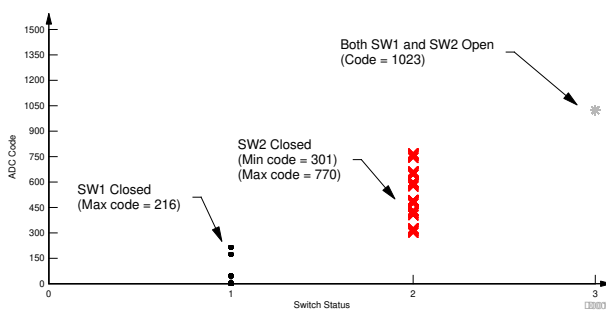 1500
1350
1200
1050
900
750
600
450
300
150
0
ADC Code
Both SW1 and SW2 Open
(Code = 1023)
SW2 Closed
(Min code = 301)
(Max code = 770)
SW1 Closed
(Max code = 216)
0 1 2 3
Switch Status